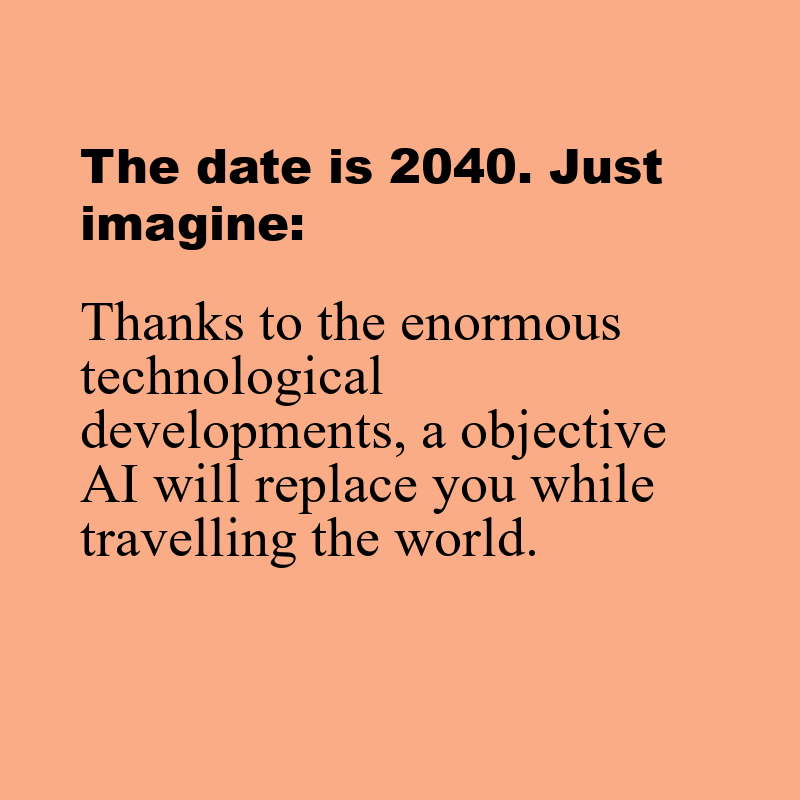 The date is 2040. Just
imagine:
Thanks to the enormous
technological
developments, a objective
AI will replace you while
travelling the world.